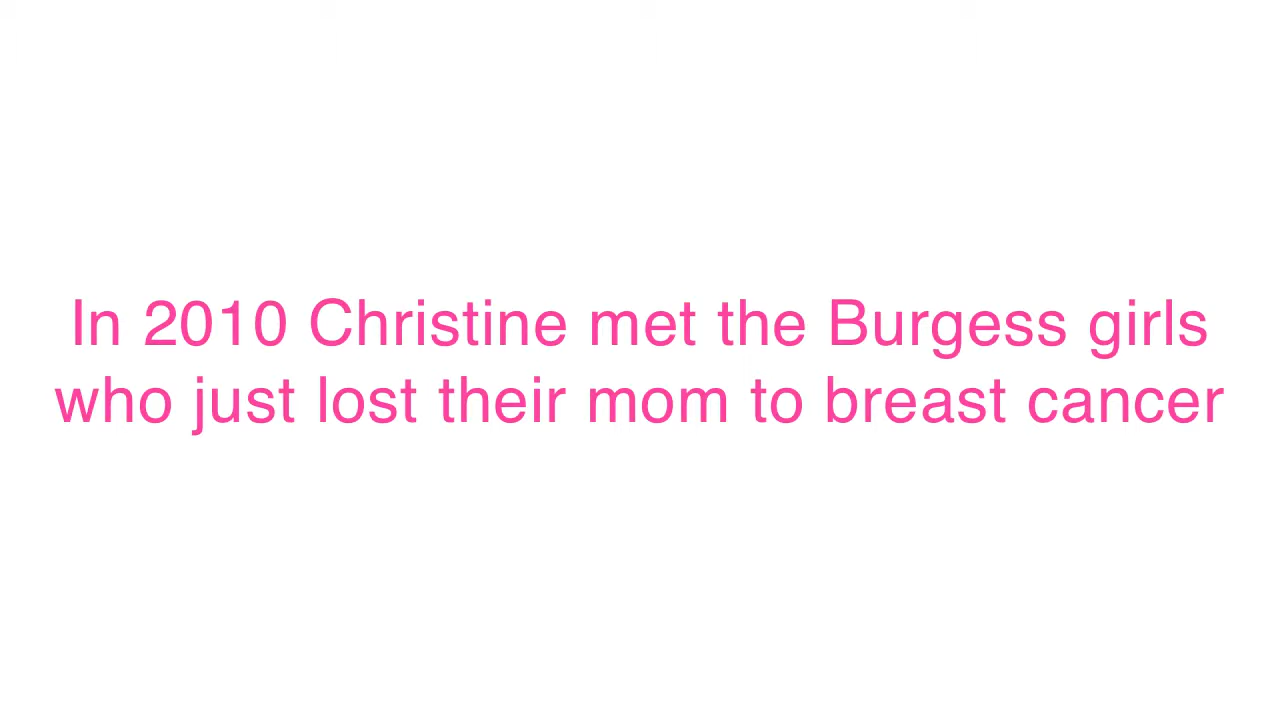 In 2010 Christine met the Burgess girls
who just lost their mom to breast cancer